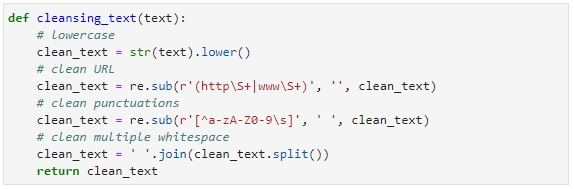 def cleansing_text(text):
    # lowercase
    clean_text = str(text).lower()
    # clean URL
    clean_text = re.sub(r'(http\S+|www\S+)', '', clean_text)
    # clean punctuations
    clean_text = re.sub(r'[^a-zA-Z0-9\s]', ' ', clean_text)
    # clean multiple whitespace
    clean_text = ' '.join(clean_text.split())
    return clean_text